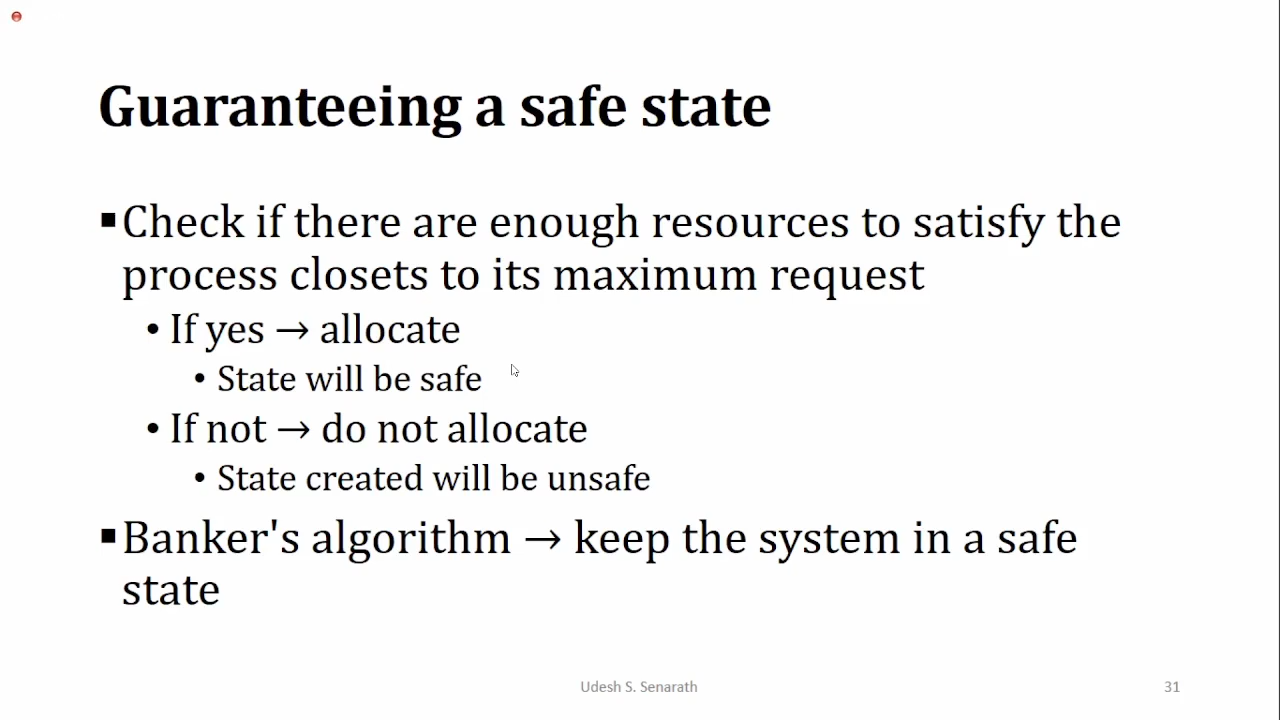 Guaranteeing a safe state
▪Check if there are enough resources to satisfy the
process closets to its maximum request
• If yes → allocate
• State will be safe
• If not → do not allocate
• State created will be unsafe
▪Banker's algorithm → keep the system in a safe
state
Udesh S. Senarath
31